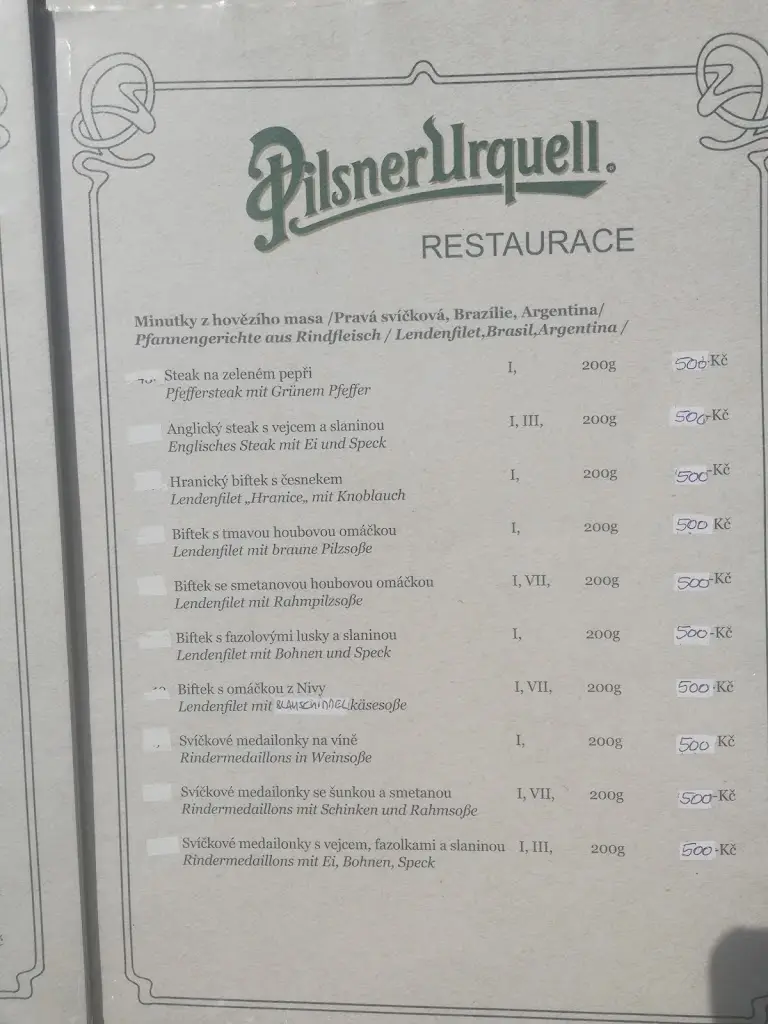 Pilsner Urquell.
RESTAURACE
Minutky z hovězího masa /Pravá svíčková, Brazílie, Argentina/
Pfannengerichte aus Rindfleisch / Lendenfilet,Brasil,Argentina /
Steak na zeleném pepři I, 200g 500-Kč
Pfeffersteak mit Grünem Pfeffer
Anglický steak s vejcem a slaninou I, III, 200g 500-Kč
Englisches Steak mit Ei und Speck
Hranický biftek s česnekem I, 200g 500-Kč
Lendenfilet „Hranice„ mit Knoblauch
Biftek s tmavou houbovou omáčkou I, 200g 500 Kč
Lendenfilet mit braune Pilzsoße
Biftek se smetanovou houbovou omáčkou I, VII, 200g 500-Kč
Lendenfilet mit Rahmpilzsoße
Biftek s fazolovými lusky a slaninou I, 200g 500-Kč
Lendenfilet mit Bohnen und Speck
Biftek s omáčkou z Nivy I, VII, 200g 500-Kč
Lendenfilet mit BLAUSCHIMMEL käsesoße
Svíčkové medailonky na víně I, 200g 500 Kč
Rindermedaillons in Weinsoße
Svíčkové medailonky se šunkou a smetanou I, VII, 200g 500-Kč
Rindermedaillons mit Schinken und Rahmsoße
Svíčkové medailonky s vejcem, fazolkami a slaninou I, III, 200g 500-Kč
Rindermedaillons mit Ei, Bohnen, Speck